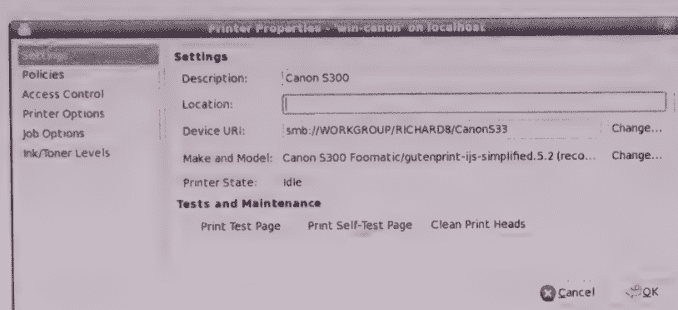 Printer Properties - 'win-canon' on localhost
Settings
Policies
Access Control
Printer Options
Job Options
Ink/Toner Levels
Settings
Description: Canon S300
Location:
Device URI: smb://WORKGROUP/RICHARD8/CanonS33 Change...
Make and Model: Canon S300 Foomatic/gutenprint-ijs-simplified.5.2 (reco... Change...
Printer State: Idle
Tests and Maintenance
Print Test Page Print Self-Test Page Clean Print Heads
Cancel OK